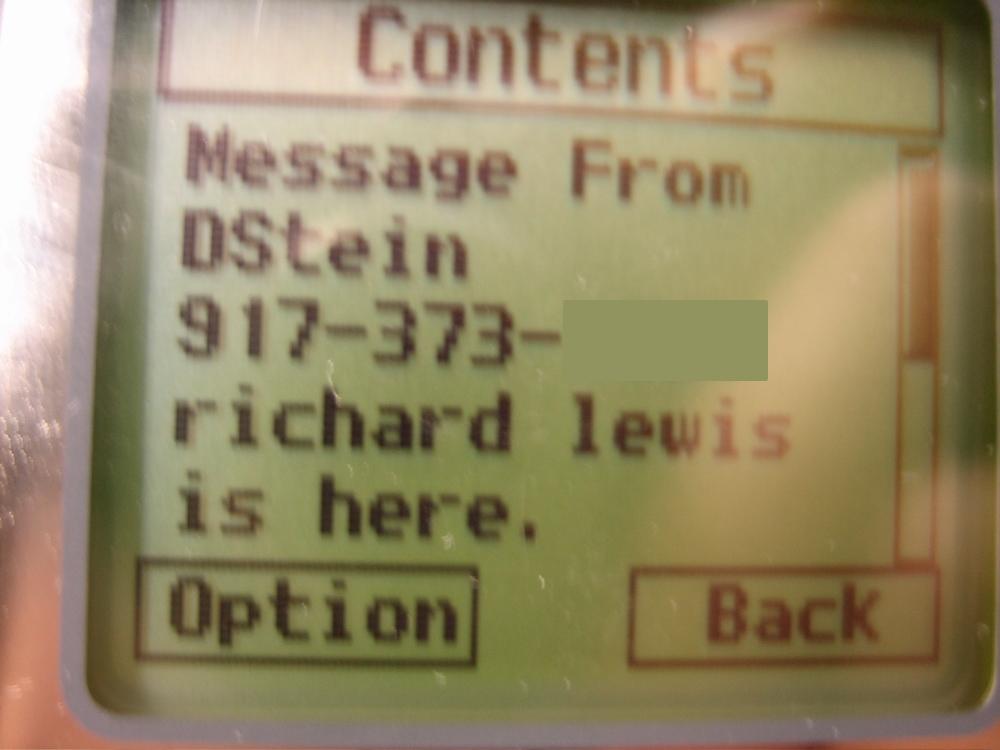 Contents
Message From
DStein
917-373-
richard lewis
is here.
Option
Back